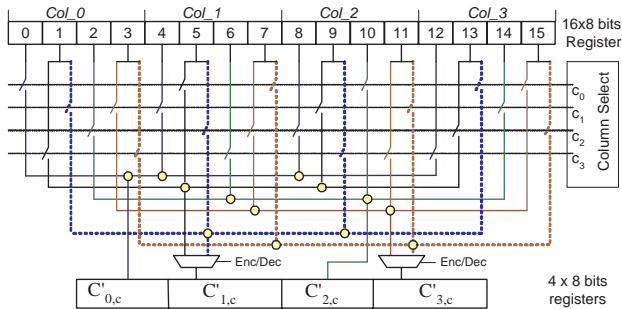 Col_0 Col_1 Col_2 Col_3
0 1 2 3 4 5 6 7 8 9 10 11 12 13 14 15
16x8 bits
Register
c0
c1
c2
c3
Column Select
Enc/Dec Enc/Dec
C'0,c C'1,c C'2,c C'3,c
4 x 8 bits
registers